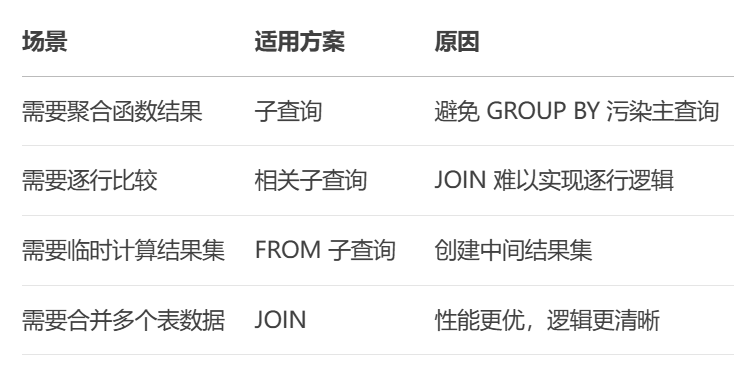 场景 适用方案 原因
需要聚合函数结果 子查询 避免 GROUP BY 污染主查询
需要逐行比较 相关子查询 JOIN 难以实现逐行逻辑
需要临时计算结果集 FROM 子查询 创建中间结果集
需要合并多个表数据 JOIN 性能更优，逻辑更清晰